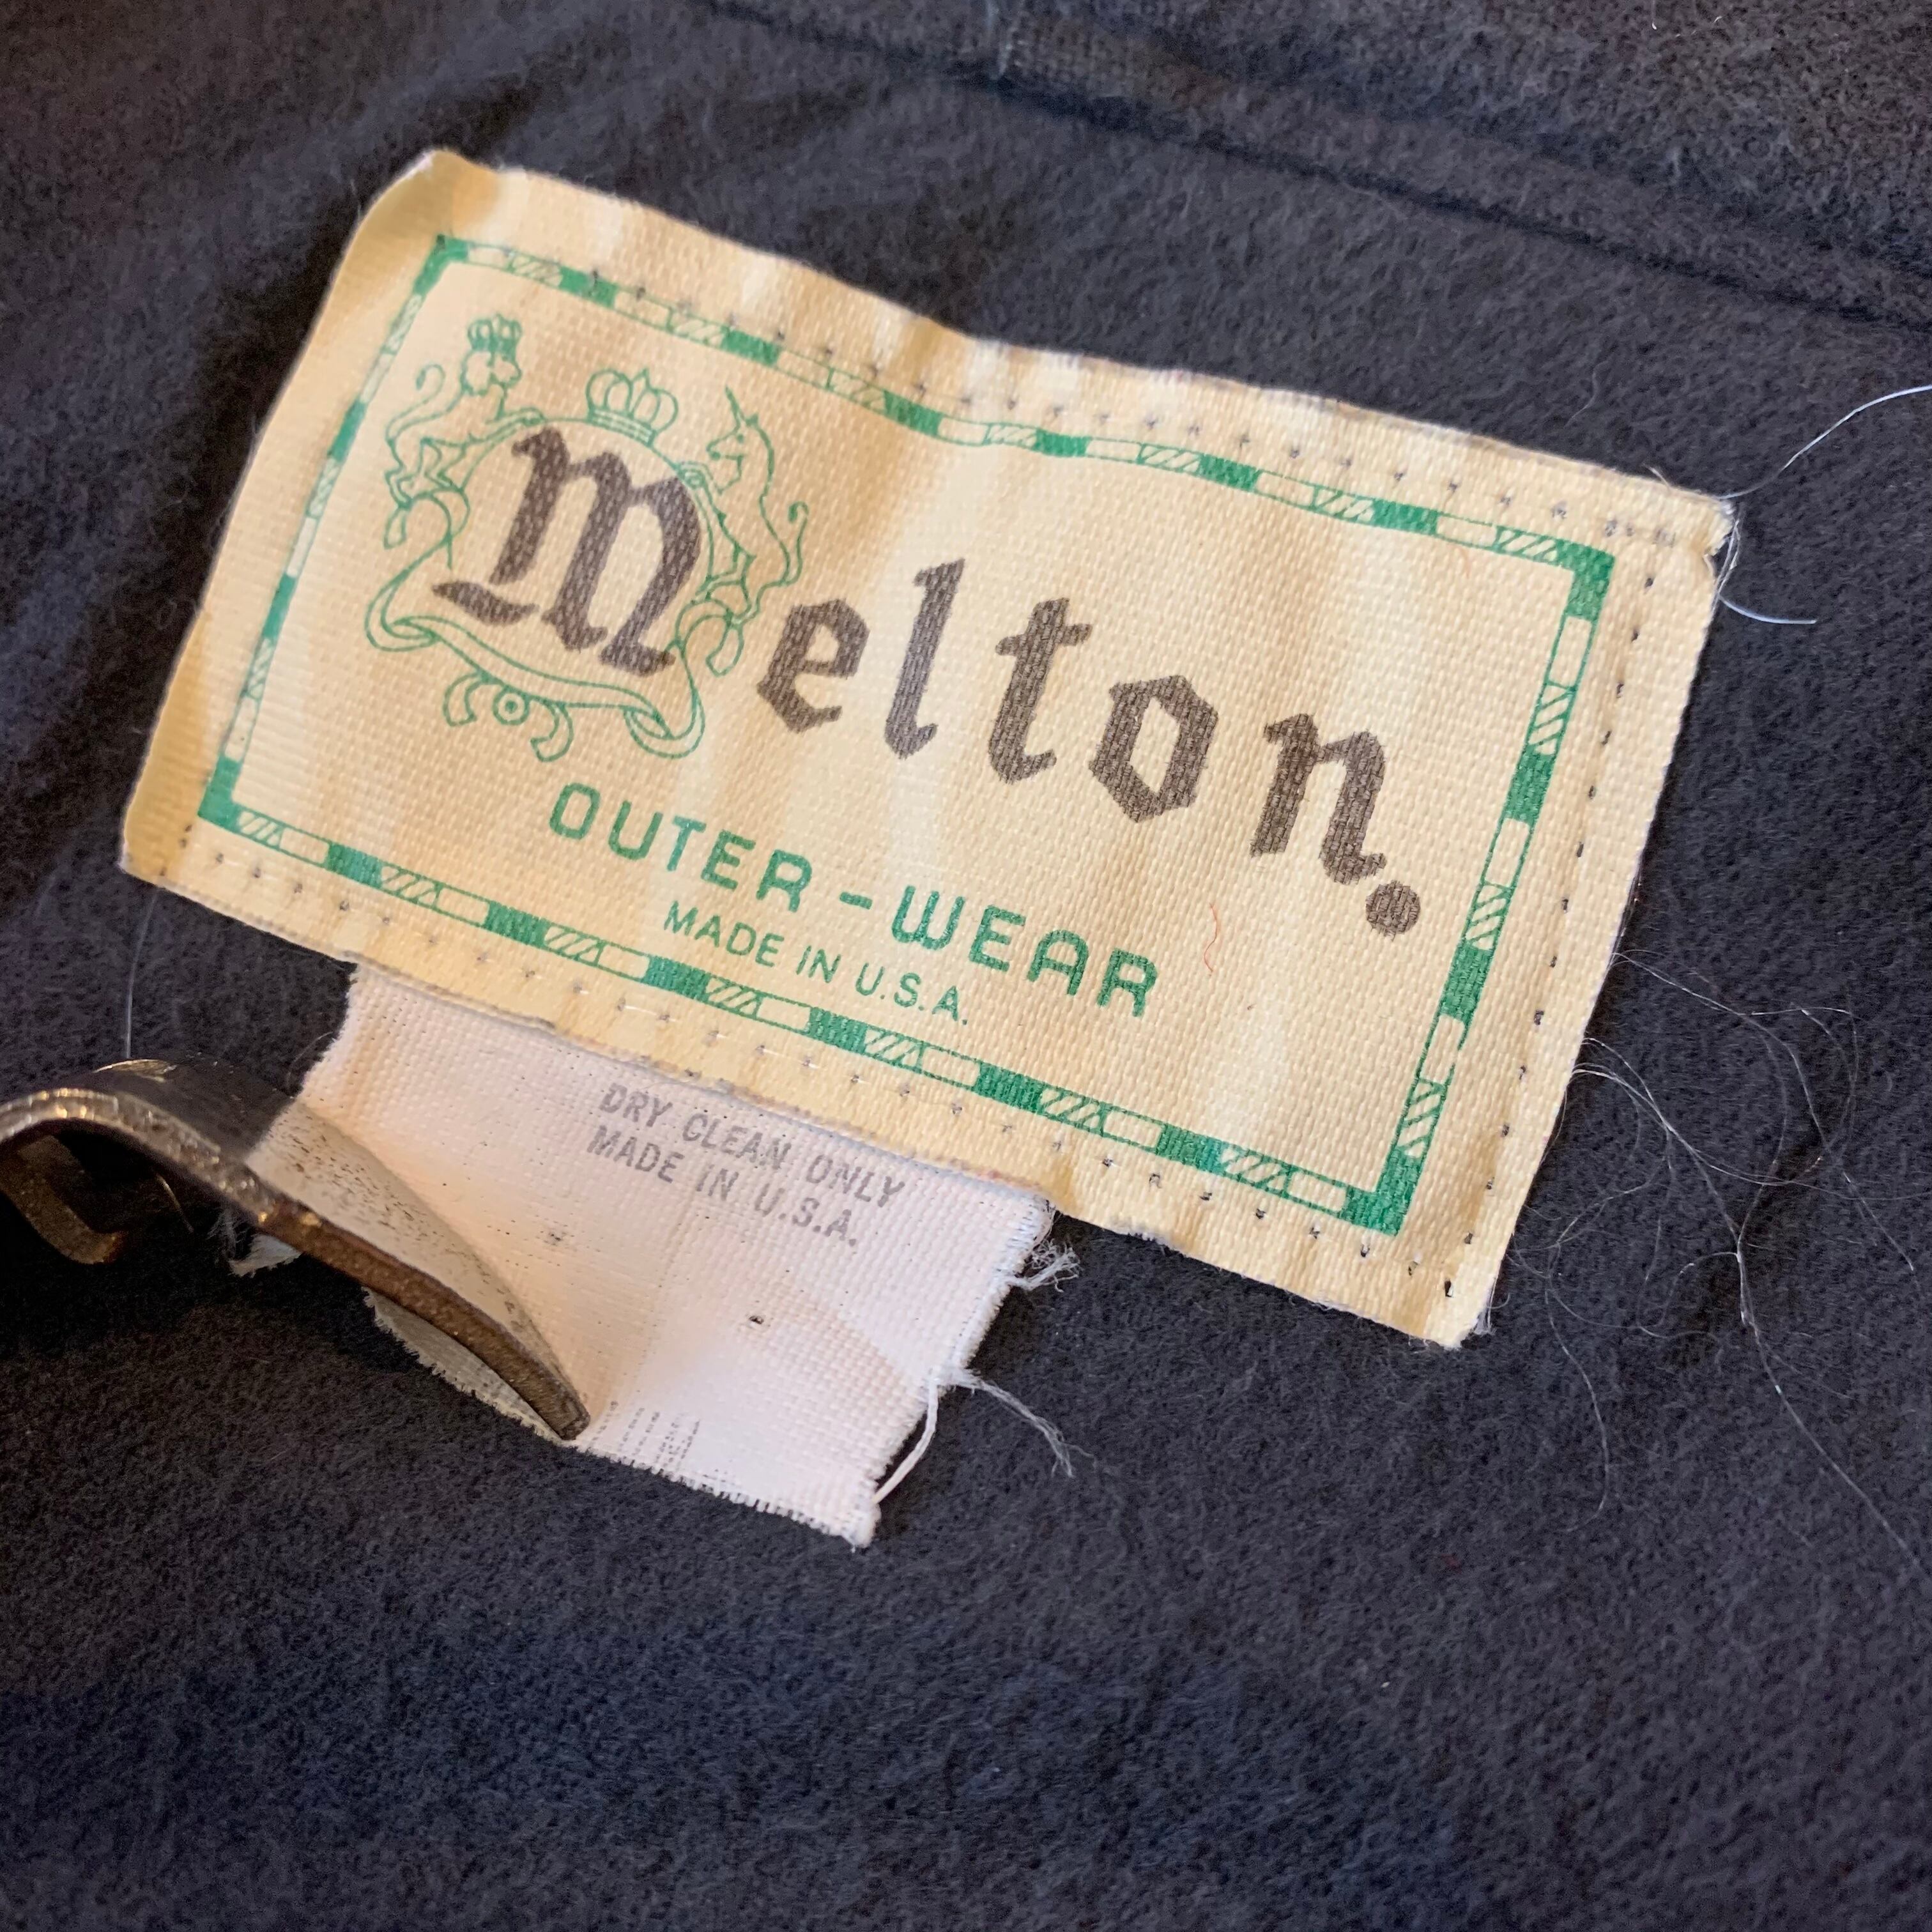 Melton.
OUTER-WEAR
MADE IN U.S.A.
DRY CLEAN ONLY
MADE IN U.S.A.